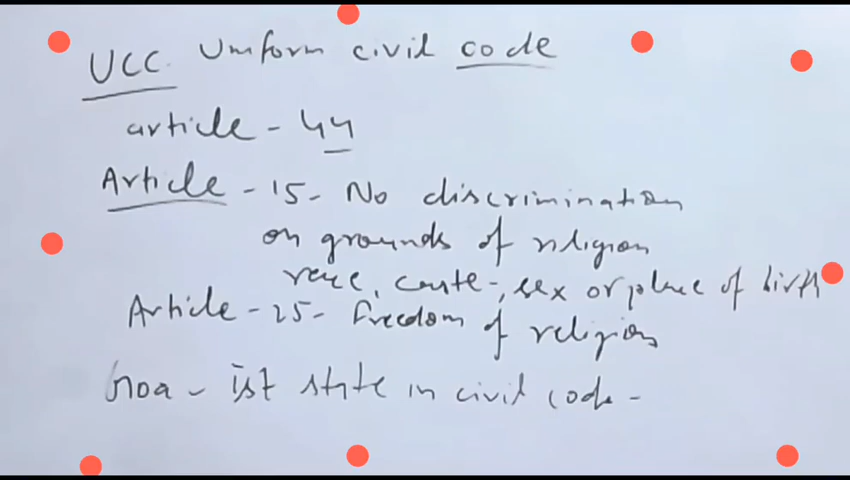 UCC. Uniform civil code
article - 44
Article - 15 - No discrimination
on grounds of religion
race, caste -, sex or place of birth
Article - 25 - freedom of religion
Goa - ist state in civil code -